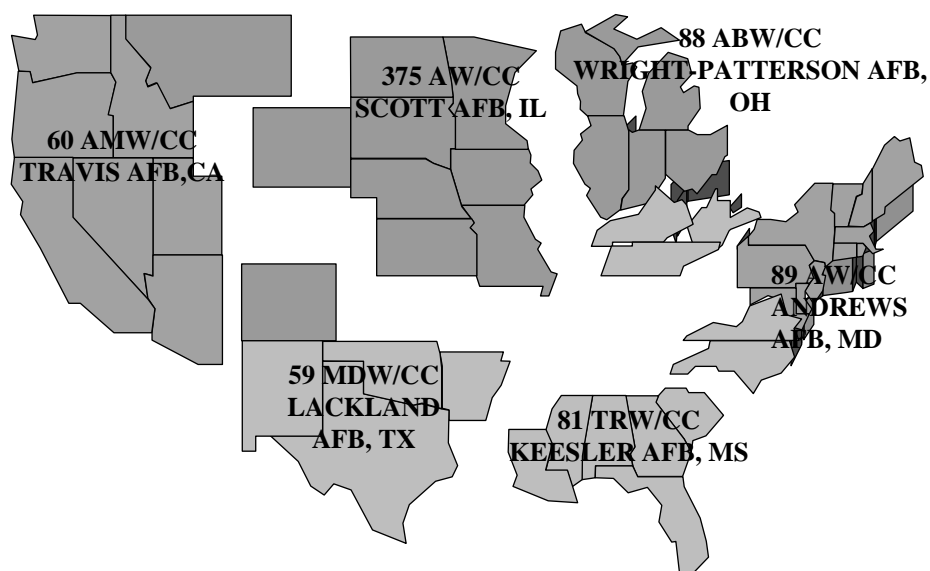 88 ABW/CC
WRIGHT-PATTERSON AFB,
OH
375 AW/CC
SCOTT AFB, IL
60 AMW/CC
TRAVIS AFB,CA
89 AW/CC
ANDREWS
AFB, MD
59 MDW/CC
LACKLAND
AFB, TX
81 TRW/CC
KEESLER AFB, MS